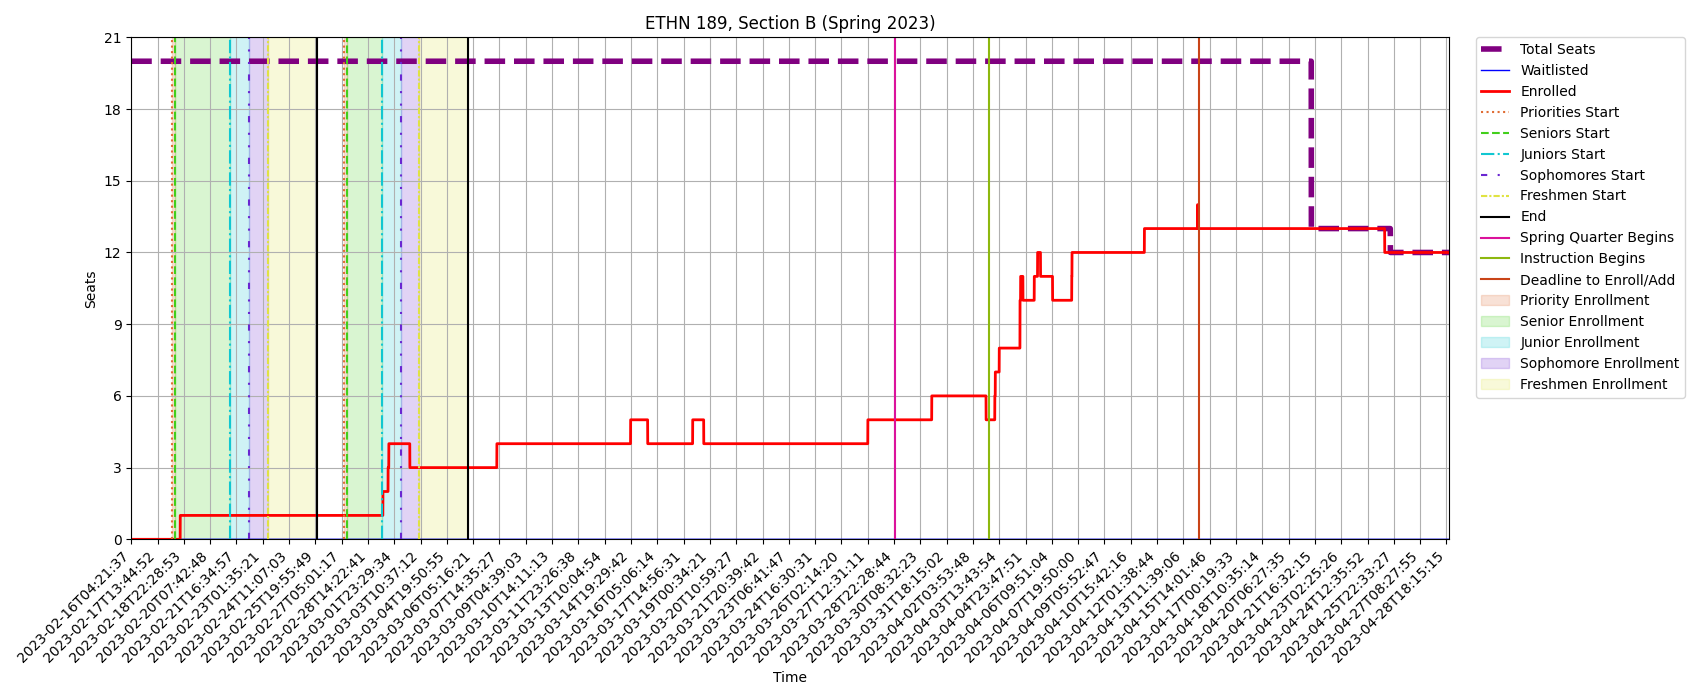 ETHN 189, Section B (Spring 2023)
21
18
15
12
9
6
3
0
Seats
2023-02-16T04:21:37
2023-02-17T13:44:52
2023-02-18T22:28:53
2023-02-20T07:42:48
2023-02-21T16:34:57
2023-02-23T01:35:21
2023-02-24T11:07:03
2023-02-25T19:55:49
2023-02-27T05:01:17
2023-02-28T14:22:41
2023-03-01T23:29:34
2023-03-03T10:37:12
2023-03-04T19:50:55
2023-03-06T05:16:21
2023-03-07T14:35:27
2023-03-09T04:39:03
2023-03-10T14:11:13
2023-03-11T23:26:38
2023-03-13T10:04:54
2023-03-14T19:29:42
2023-03-16T05:06:14
2023-03-17T14:56:31
2023-03-19T00:34:21
2023-03-20T10:59:27
2023-03-21T20:39:42
2023-03-23T06:41:47
2023-03-24T16:30:31
2023-03-26T02:14:20
2023-03-27T12:31:11
2023-03-28T22:28:44
2023-03-30T08:32:23
2023-03-31T18:15:02
2023-04-02T03:53:48
2023-04-03T13:43:54
2023-04-04T23:47:51
2023-04-06T09:51:04
2023-04-07T19:50:00
2023-04-09T05:52:47
2023-04-10T15:42:16
2023-04-12T01:38:44
2023-04-13T11:39:06
2023-04-15T14:01:46
2023-04-17T00:19:33
2023-04-18T10:35:14
2023-04-20T06:27:35
2023-04-21T16:32:15
2023-04-23T02:25:26
2023-04-24T12:35:52
2023-04-25T22:33:27
2023-04-27T08:27:55
2023-04-28T18:15:15
Time
Total Seats
Waitlisted
Enrolled
Priorities Start
Seniors Start
Juniors Start
Sophomores Start
Freshmen Start
End
Spring Quarter Begins
Instruction Begins
Deadline to Enroll/Add
Priority Enrollment
Senior Enrollment
Junior Enrollment
Sophomore Enrollment
Freshmen Enrollment